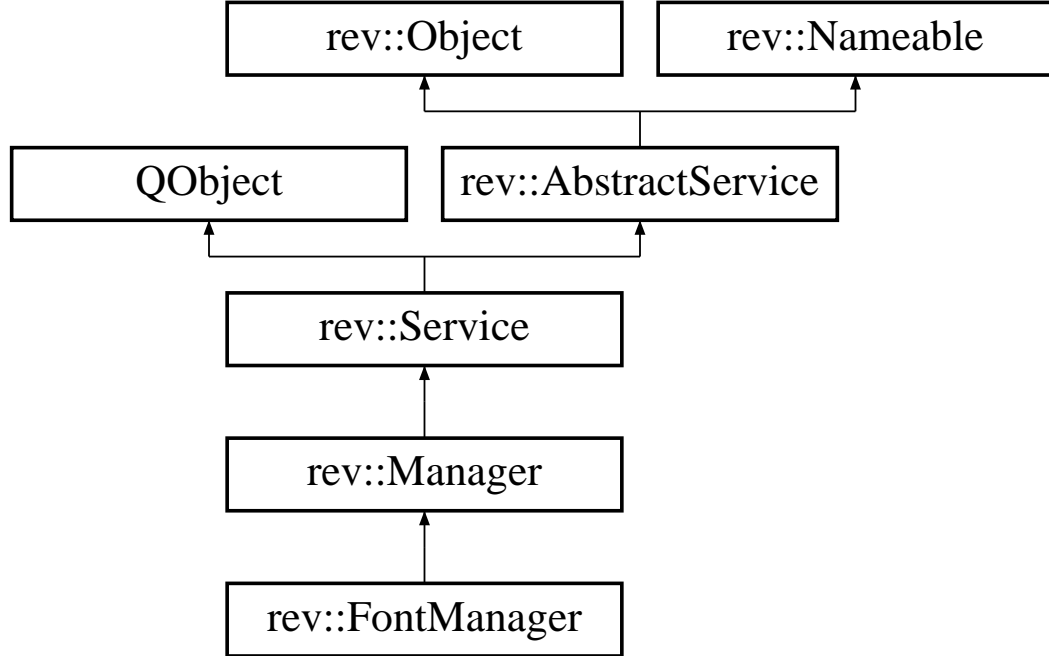 rev::Object
rev::Nameable
QObject
rev::AbstractService
rev::Service
rev::Manager
rev::FontManager